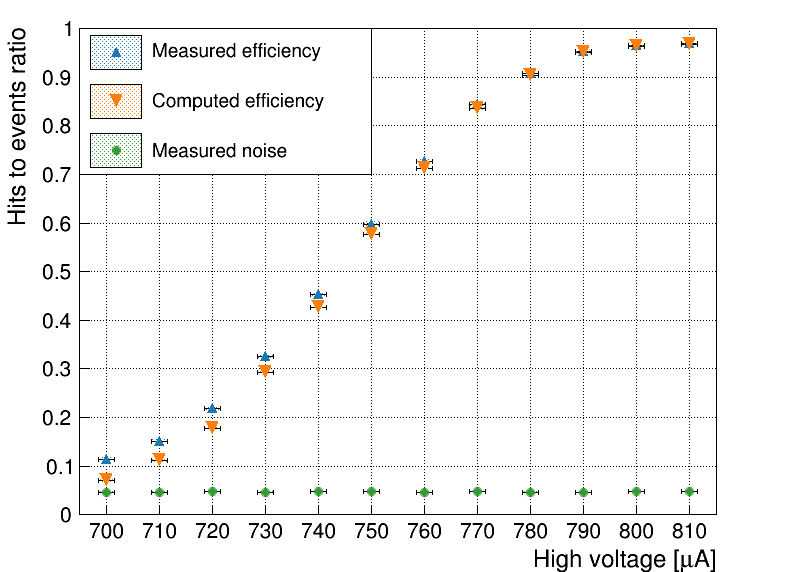 Hits to events ratio
1
0.9
0.8
0.7
0.6
0.5
0.4
0.3
0.2
0.1
0
Measured efficiency
Computed efficiency
Measured noise
700 710 720 730 740 750 760 770 780 790 800 810
High voltage [μA]